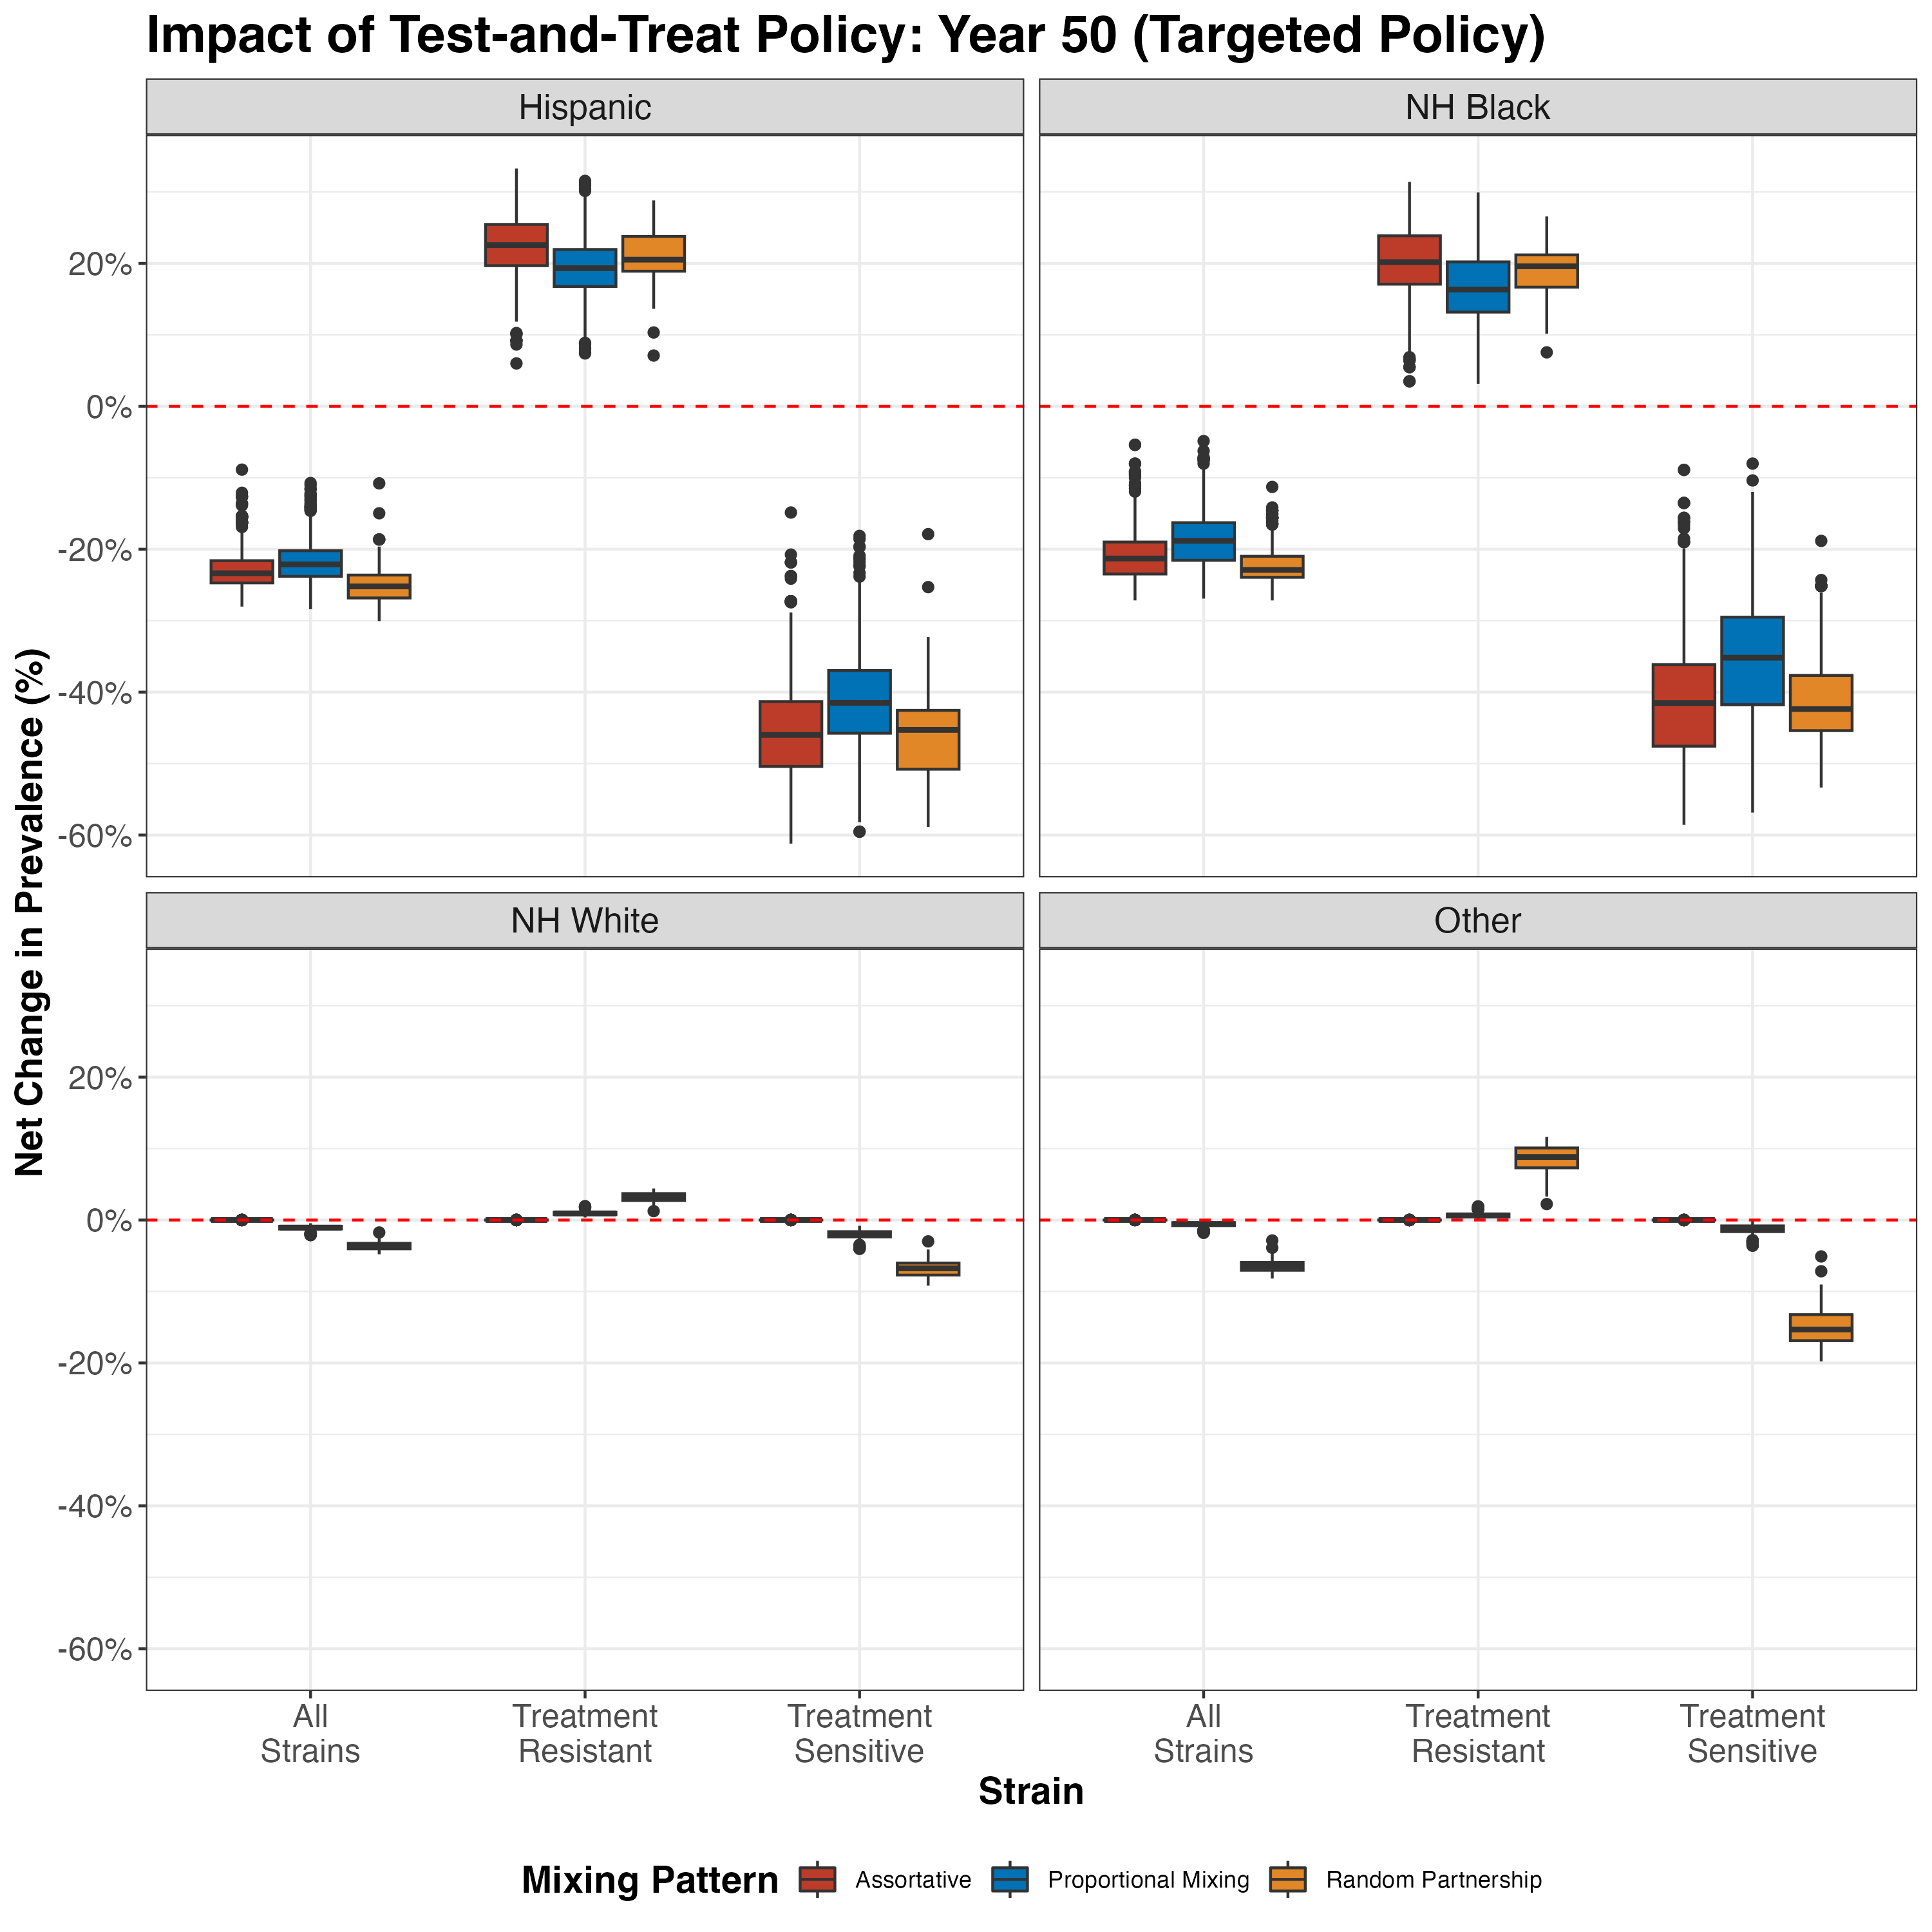 Impact of Test-and-Treat Policy: Year 50 (Targeted Policy)
Hispanic
NH Black
20%
0%
-20%
-40%
-60%
Net Change in Prevalence (%)
NH White
Other
20%
0%
-20%
-40%
-60%
All
Strains
Treatment
Resistant
Treatment
Sensitive
All
Strains
Treatment
Resistant
Treatment
Sensitive
Strain
Mixing Pattern
Assortative
Proportional Mixing
Random Partnership